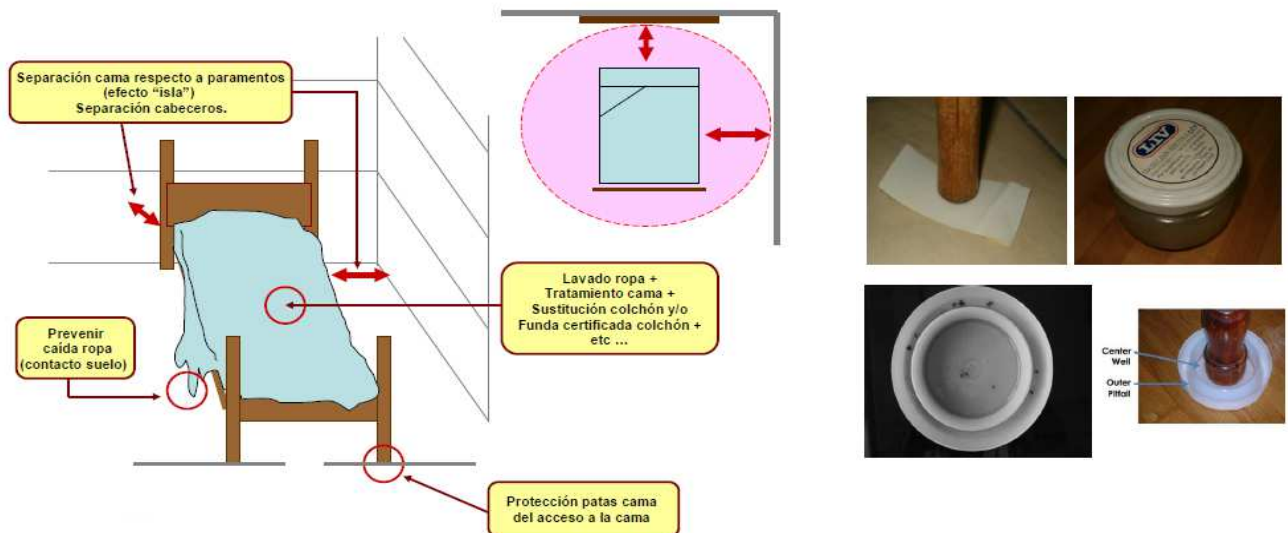 Separación cama respecto a paramentos
(efecto “isla”)
Separación cabeceros.
Prevenir
caída ropa
(contacto suelo)
Lavado ropa +
Tratamiento cama +
Sustitución colchón y/o
Funda certificada colchón +
etc ...
Protección patas cama
del acceso a la cama
Center
Well
Outer
Pitfall